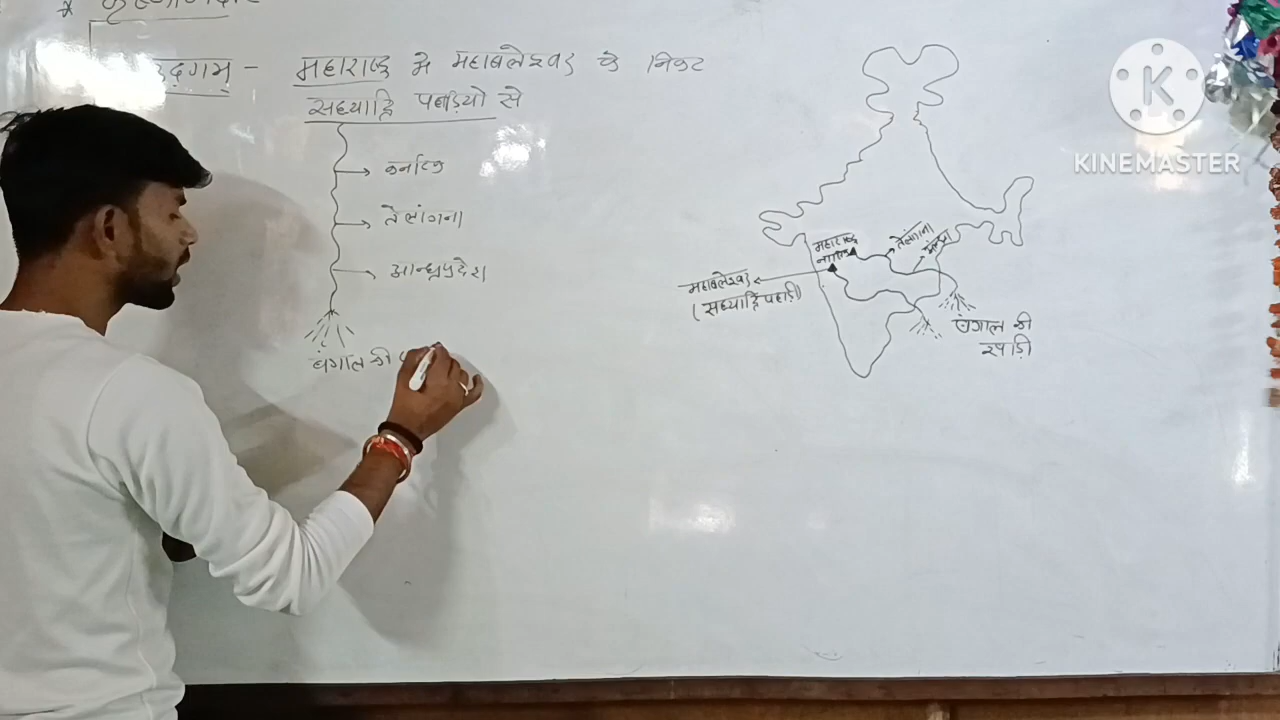 उद्गम् - महाराष्ट्र मे महाबलेश्वर के निकट
सह्याद्रि पहाड़ियो से
कर्नाटक
तेलांगना
आन्ध्रप्रदेश
बंगाल की
महाराष्ट्र
तेलंगाना
महाबलेश्वर
(सह्याद्रि पहाड़ी)
बंगाल की
खाड़ी
K
KINEMASTER